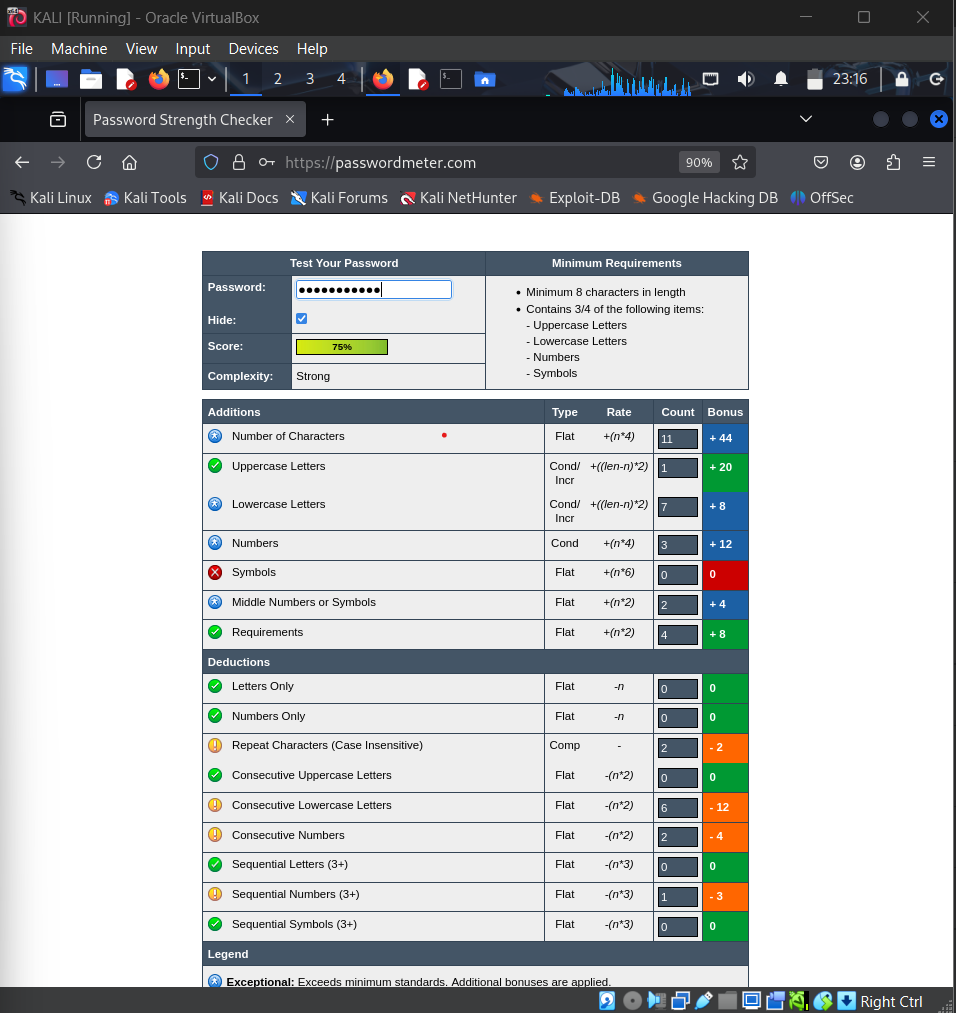 KALI [Running] - Oracle VirtualBox
File Machine View Input Devices Help
1 2 3 4 23:16
Password Strength Checker × +
https://passwordmeter.com 90%
Kali Linux Kali Tools Kali Docs Kali Forums Kali NetHunter Exploit-DB Google Hacking DB OffSec
Test Your Password Minimum Requirements
Password: ●●●●●●●●●●●
• Minimum 8 characters in length
• Contains 3/4 of the following items:
Hide:
- Uppercase Letters
- Lowercase Letters
Score: 75%
- Numbers
- Symbols
Complexity: Strong
Additions Type Rate Count Bonus
Number of Characters Flat +(n*4) 11 + 44
Uppercase Letters Cond/ +((len-n)*2) 1 + 20
Incr
Lowercase Letters Cond/ +((len-n)*2) 7 + 8
Incr
Numbers Cond +(n*4) 3 + 12
Symbols Flat +(n*6) 0 0
Middle Numbers or Symbols Flat +(n*2) 2 + 4
Requirements Flat +(n*2) 4 + 8
Deductions
Letters Only Flat -n 0 0
Numbers Only Flat -n 0 0
Repeat Characters (Case Insensitive) Comp - 2 - 2
Consecutive Uppercase Letters Flat -(n*2) 0 0
Consecutive Lowercase Letters Flat -(n*2) 6 - 12
Consecutive Numbers Flat -(n*2) 2 - 4
Sequential Letters (3+) Flat -(n*3) 0 0
Sequential Numbers (3+) Flat -(n*3) 1 - 3
Sequential Symbols (3+) Flat -(n*3) 0 0
Legend
Exceptional: Exceeds minimum standards. Additional bonuses are applied.
Right Ctrl